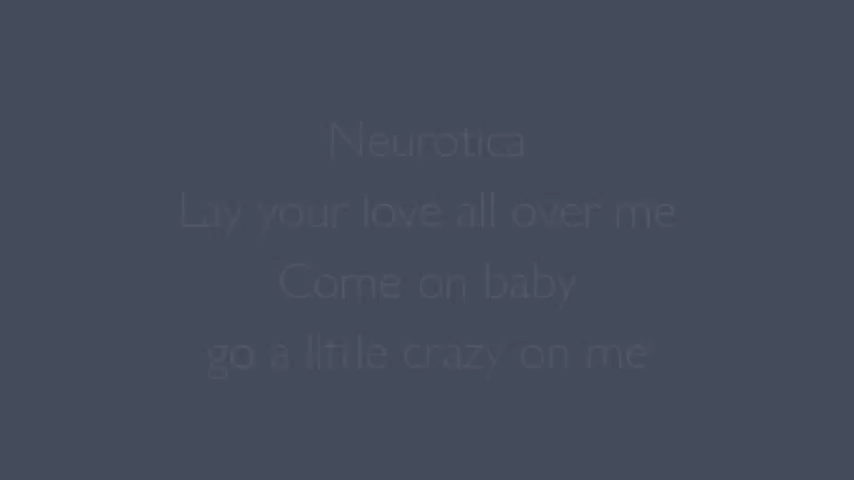 Neurotica
Lay your love all over me
Come on baby
go a little crazy on me